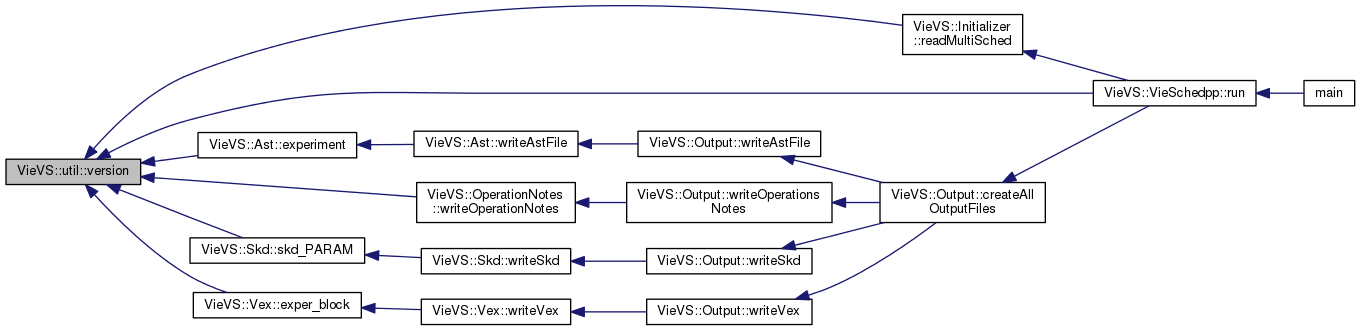 VieVS::Initializer
::readMultiSched
VieVS::VieSchedpp::run
main
VieVS::Ast::experiment
VieVS::Ast::writeAstFile
VieVS::Output::writeAstFile
VieVS::util::version
VieVS::OperationNotes
::writeOperationNotes
VieVS::Output::writeOperations
Notes
VieVS::Output::createAll
OutputFiles
VieVS::Skd::skd_PARAM
VieVS::Skd::writeSkd
VieVS::Output::writeSkd
VieVS::Vex::exper_block
VieVS::Vex::writeVex
VieVS::Output::writeVex